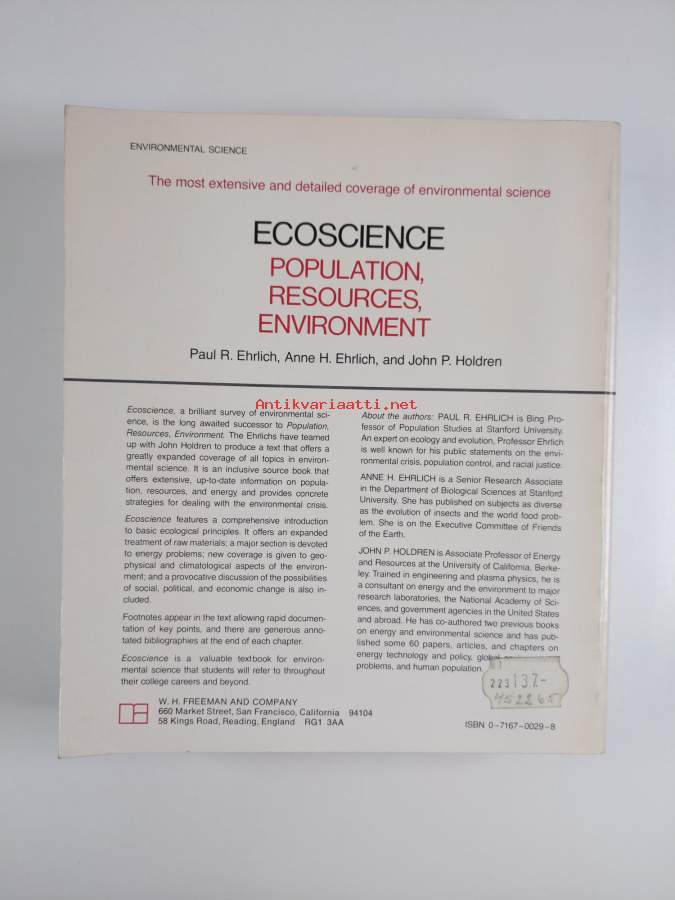 ENVIRONMENTAL SCIENCE
The most extensive and detailed coverage of environmental science
ECOSCIENCE
POPULATION,
RESOURCES,
ENVIRONMENT
Paul R. Ehrlich, Anne H. Ehrlich, and John P. Holdren
Antikvariaatti.net
Ecoscience, a brilliant survey of environmental sci-
ence, is the long awaited successor to Population,
Resources, Environment. The Ehrlichs have teamed
up with John Holdren to produce a text that offers a
greatly expanded coverage of all topics in environ-
mental science. It is an inclusive source book that
offers extensive, up-to-date information on popula-
tion, resources, and energy and provides concrete
strategies for dealing with the environmental crisis.
Ecoscience features a comprehensive introduction
to basic ecological principles. It offers an expanded
treatment of raw materials; a major section is devoted
to energy problems; new coverage is given to geo-
physical and climatological aspects of the environ-
ment; and a provocative discussion of the possibilities
of social, political, and economic change is also in-
cluded.
Footnotes appear in the text allowing rapid documen-
tation of key points, and there are generous anno-
tated bibliographies at the end of each chapter.
Ecoscience is a valuable textbook for environ-
mental science that students will refer to throughout
their college careers and beyond.
About the authors: PAUL R. EHRLICH is Bing Pro-
fessor of Population Studies at Stanford University.
An expert on ecology and evolution, Professor Ehrlich
is well known for his public statements on the envi-
ronmental crisis, population control, and racial justice.
ANNE H. EHRLICH is a Senior Research Associate
in the Department of Biological Sciences at Stanford
University. She has published on subjects as diverse
as the evolution of insects and the world food prob-
lem. She is on the Executive Committee of Friends
of the Earth.
JOHN P. HOLDREN is Associate Professor of Energy
and Resources at the University of California, Berke-
ley. Trained in engineering and plasma physics, he is
a consultant on energy and the environment to major
research laboratories, the National Academy of Sci-
ences, and government agencies in the United States
and abroad. He has co-authored two previous books
on energy and environmental science and has pub-
lished some 60 papers, articles, and chapters on
energy technology and policy, global
problems, and human population.
223 137-
452265
W. H. FREEMAN AND COMPANY
660 Market Street, San Francisco, California 94104
58 Kings Road, Reading, England RG1 3AA
ISBN 0-7167-0029-8